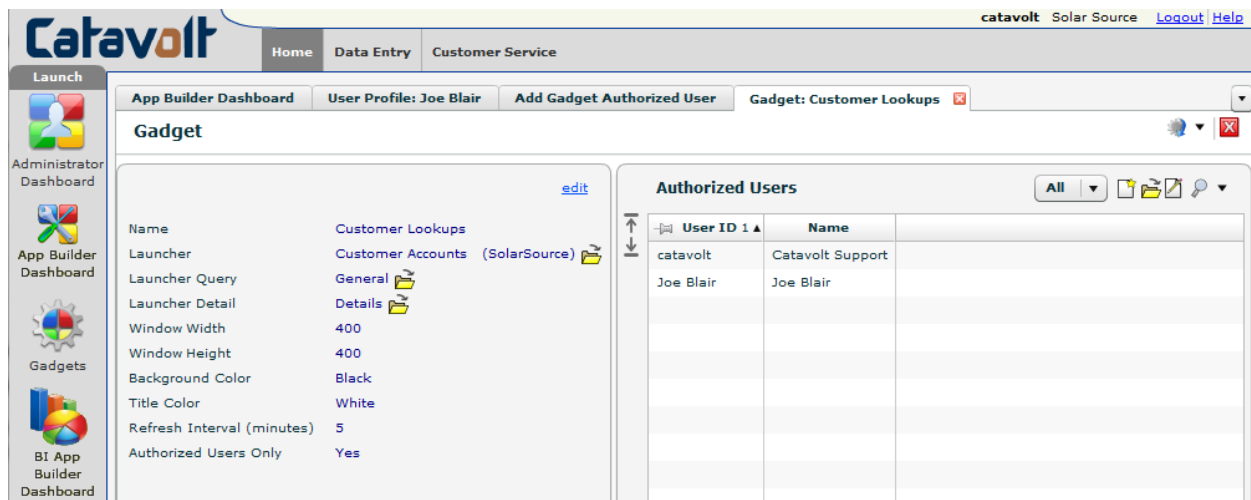 catavolt Solar Source Logout Help
Catavolt
Home Data Entry Customer Service
Launch
Administrator
Dashboard
App Builder
Dashboard
Gadgets
BI App
Builder
Dashboard
App Builder Dashboard User Profile: Joe Blair Add Gadget Authorized User Gadget: Customer Lookups
Gadget
edit
Name Customer Lookups
Launcher Customer Accounts (SolarSource)
Launcher Query General
Launcher Detail Details
Window Width 400
Window Height 400
Background Color Black
Title Color White
Refresh Interval (minutes) 5
Authorized Users Only Yes
Authorized Users All
User ID 1 Name
catavolt Catavolt Support
Joe Blair Joe Blair